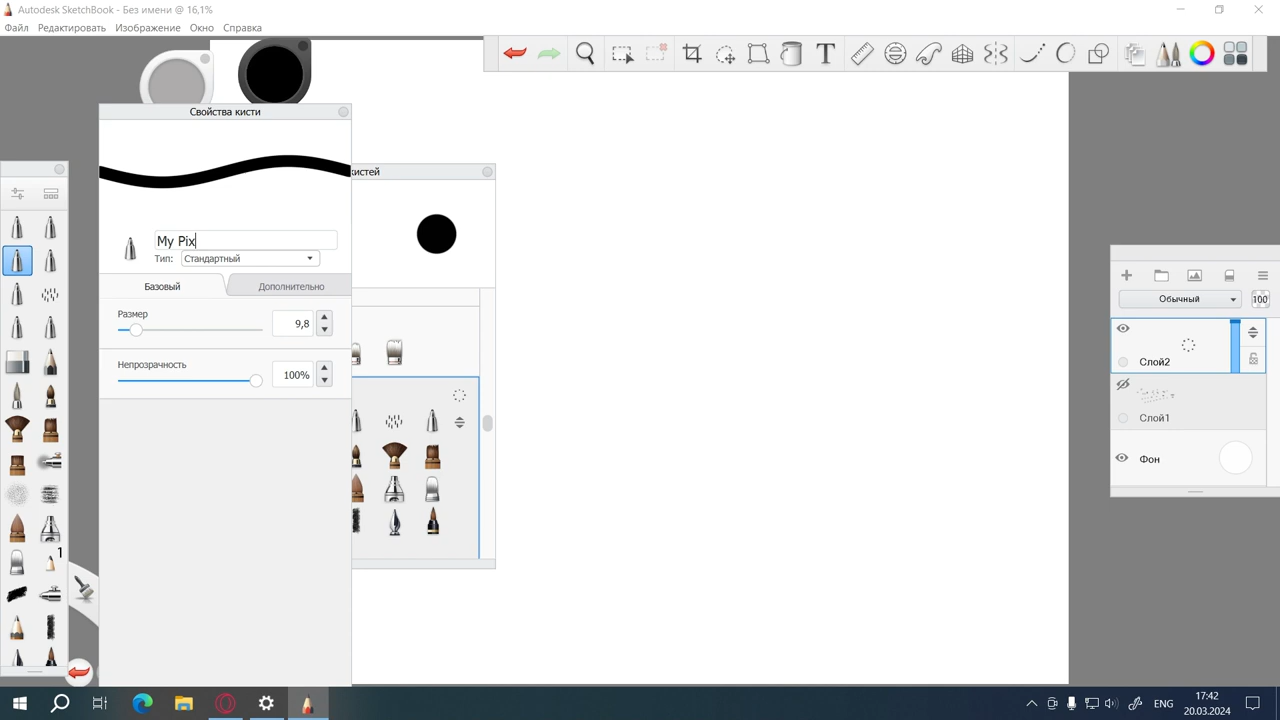 Autodesk SketchBook - Без имени @ 16,1%
Файл Редактировать Изображение Окно Справка
T
Свойства кисти
кистей
My Pix
Тип: Стандартный
Базовый Дополнительно
Размер
9,8
Непрозрачность
100%
1
Обычный 100
Слой2
Слой1
Фон
ENG
17:42
20.03.2024